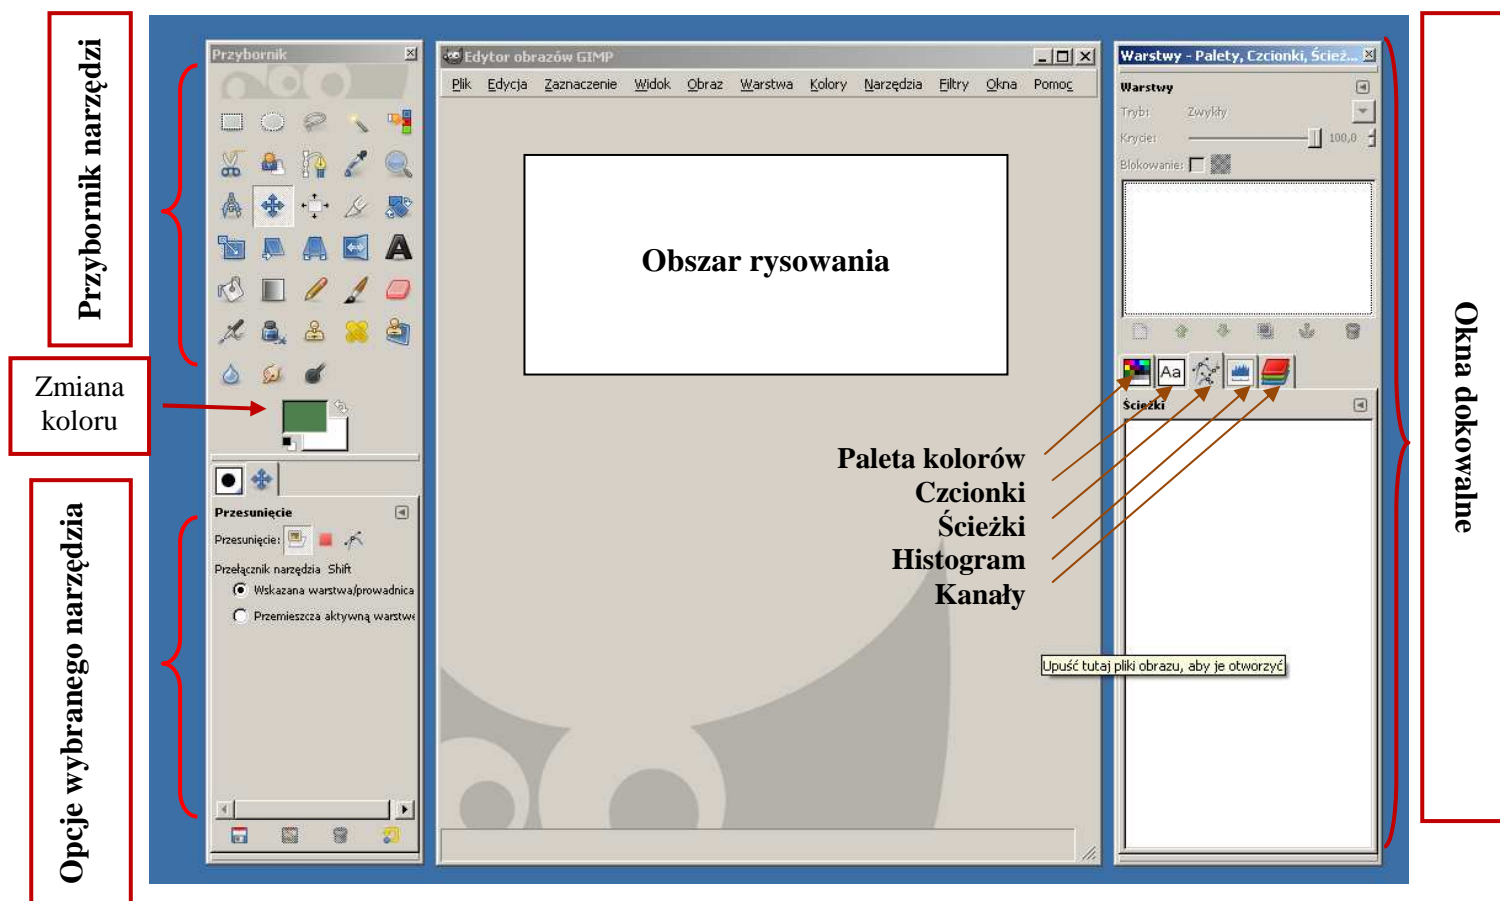 Przybornik narzędzi
Zmiana
koloru
Opcje wybranego narzędzia
Przybornik
Przesunięcie
Przesunięcie:
Przełącznik narzędzia Shift
Wskazana warstwa/prowadnica
Przemieszcza aktywną warstwę
Edytor obrazów GIMP
Plik Edycja Zaznaczenie Widok Obraz Warstwa Kolory Narzędzia Filtry Okna Pomoc
Obszar rysowania
Paleta kolorów
Czcionki
Ścieżki
Histogram
Kanały
Upuść tutaj pliki obrazu, aby je otworzyć
Warstwy - Palety, Czcionki, Ścież...
Warstwy
Tryb: Zwykły
Krycie: 100,0
Blokowanie:
Aa
Ścieżki
Okna dokowalne